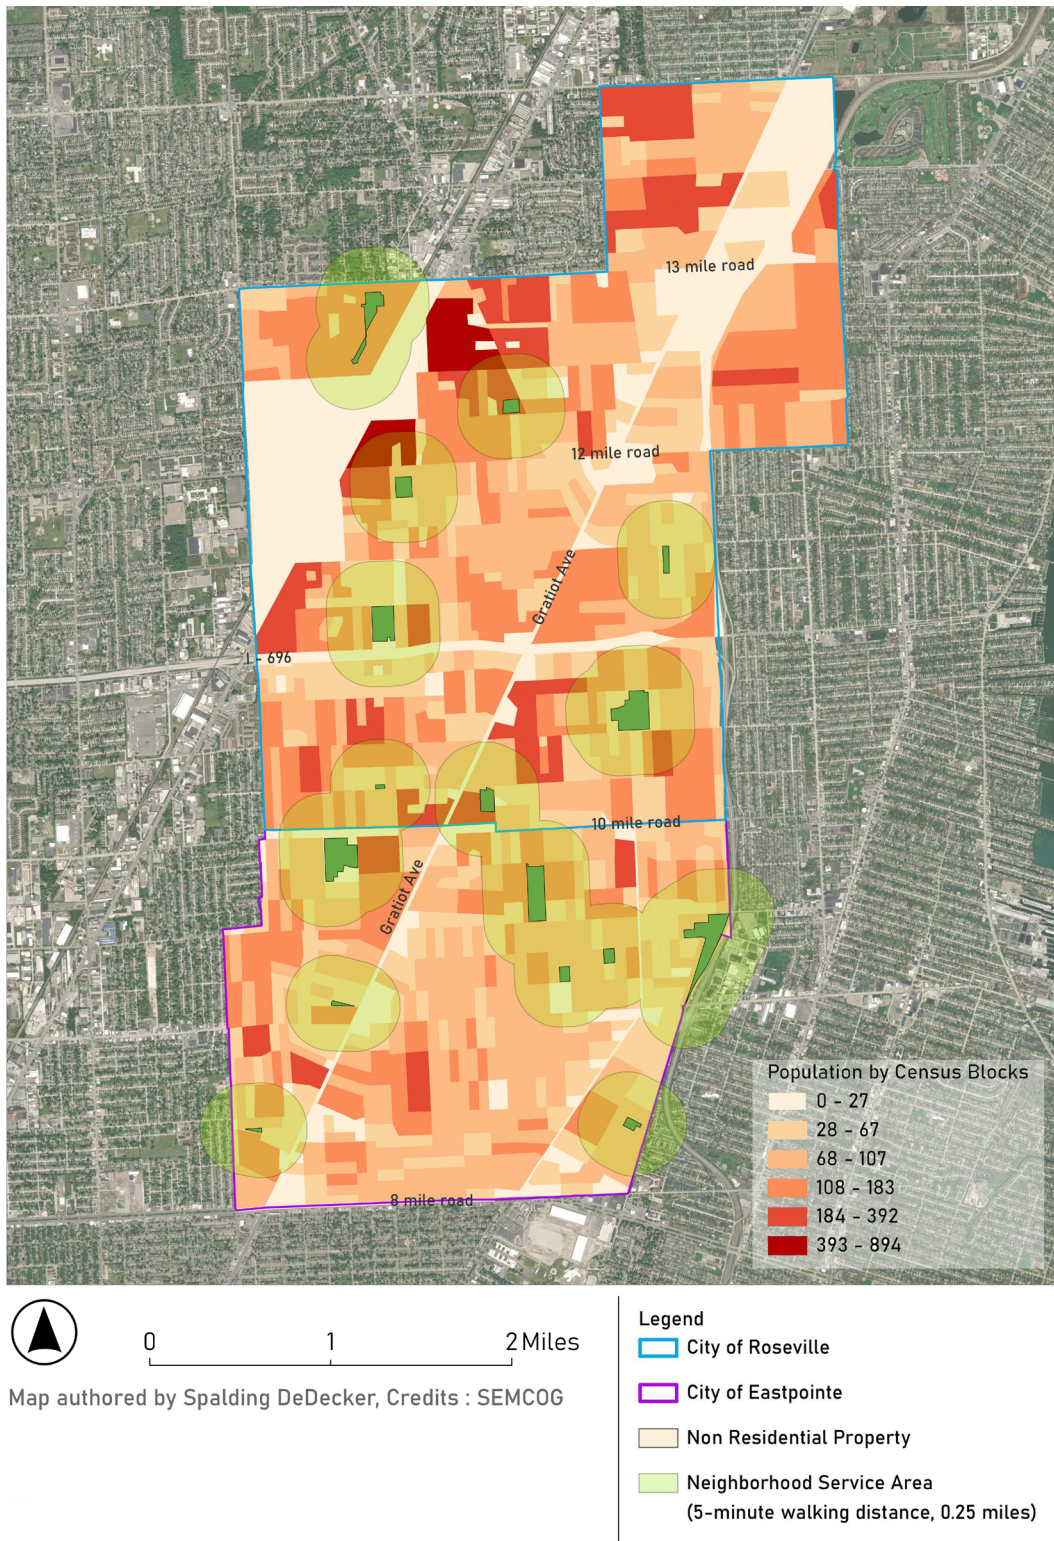 13 mile road
12 mile road
Gratiot Ave
I - 696
10 mile road
Gratiot Ave
8 mile road
Population by Census Blocks
0 - 27
28 - 67
68 - 107
108 - 183
184 - 392
393 - 894
0 1 2 Miles
Map authored by Spalding DeDecker, Credits : SEMCOG
Legend
City of Roseville
City of Eastpointe
Non Residential Property
Neighborhood Service Area
(5-minute walking distance, 0.25 miles)